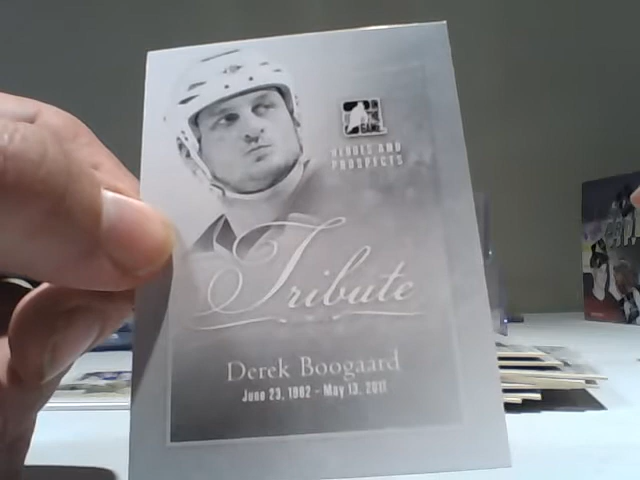 HEROES AND
PROSPECTS
Tribute
Derek Boogaard
June 23, 1982 - May 13, 2011